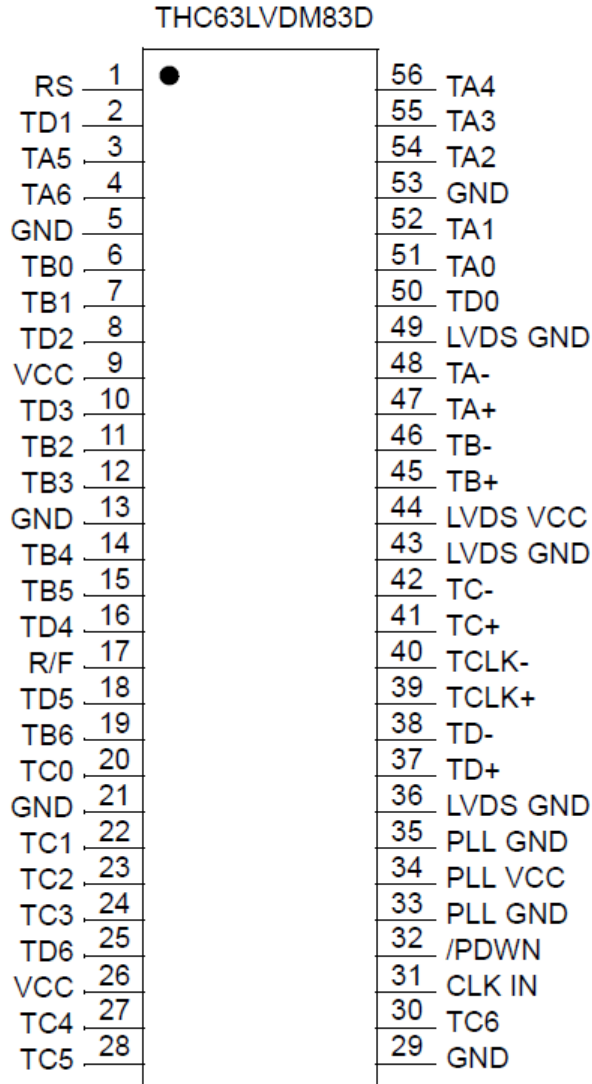 THC63LVDM83D
RS 1 56 TA4
TD1 2 55 TA3
TA5 3 54 TA2
TA6 4 53 GND
GND 5 52 TA1
TB0 6 51 TA0
TB1 7 50 TD0
TD2 8 49 LVDS GND
VCC 9 48 TA-
TD3 10 47 TA+
TB2 11 46 TB-
TB3 12 45 TB+
GND 13 44 LVDS VCC
TB4 14 43 LVDS GND
TB5 15 42 TC-
TD4 16 41 TC+
R/F 17 40 TCLK-
TD5 18 39 TCLK+
TB6 19 38 TD-
TC0 20 37 TD+
GND 21 36 LVDS GND
TC1 22 35 PLL GND
TC2 23 34 PLL VCC
TC3 24 33 PLL GND
TD6 25 32 /PDWN
VCC 26 31 CLK IN
TC4 27 30 TC6
TC5 28 29 GND